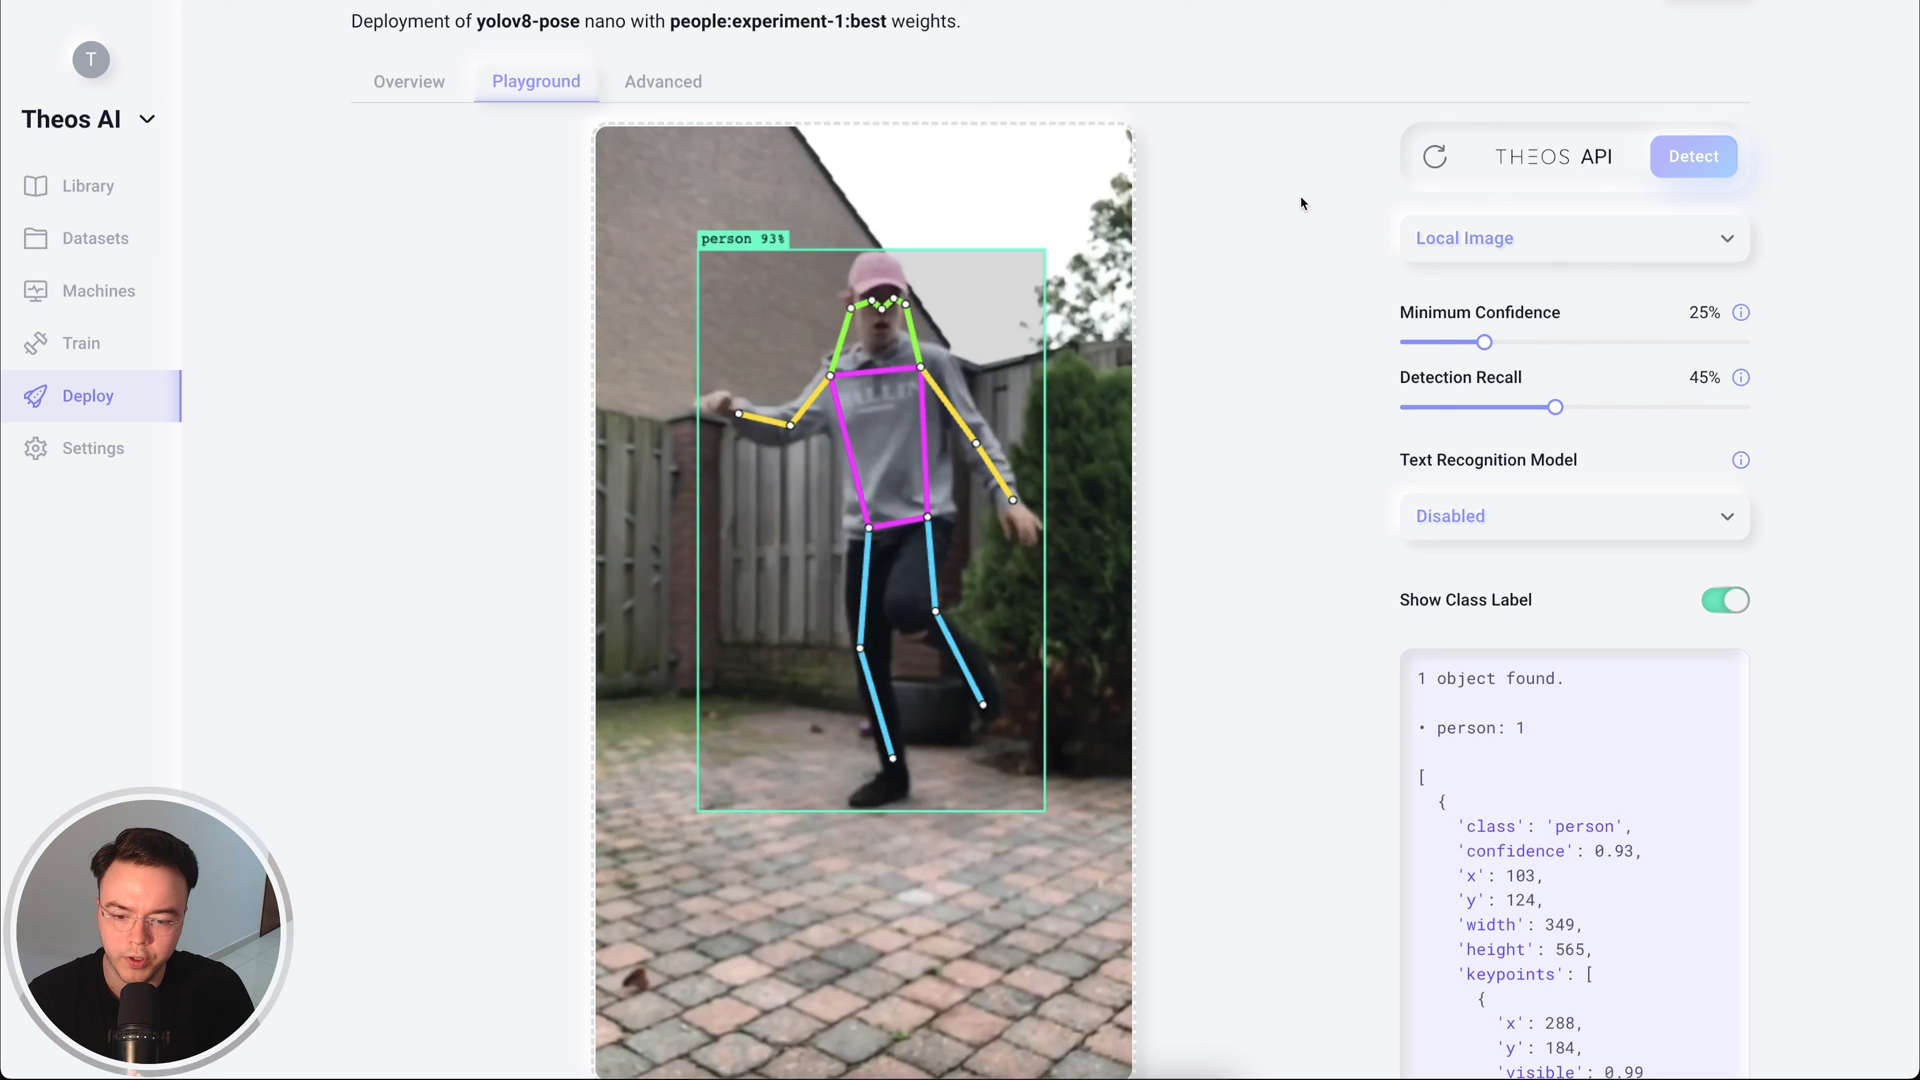 Deployment of yolov8-pose nano with people:experiment-1:best weights.
T
Theos AI
Library
Datasets
Machines
Train
Deploy
Settings
Overview
Playground
Advanced
person 93%
THEOS API
Detect
Local Image
Minimum Confidence
25%
Detection Recall
45%
Text Recognition Model
Disabled
Show Class Label
1 object found.
• person: 1
[
{
'class': 'person',
'confidence': 0.93,
'x': 103,
'y': 124,
'width': 349,
'height': 565,
'keypoints': [
{
'x': 288,
'y': 184,
'visible': 0.99